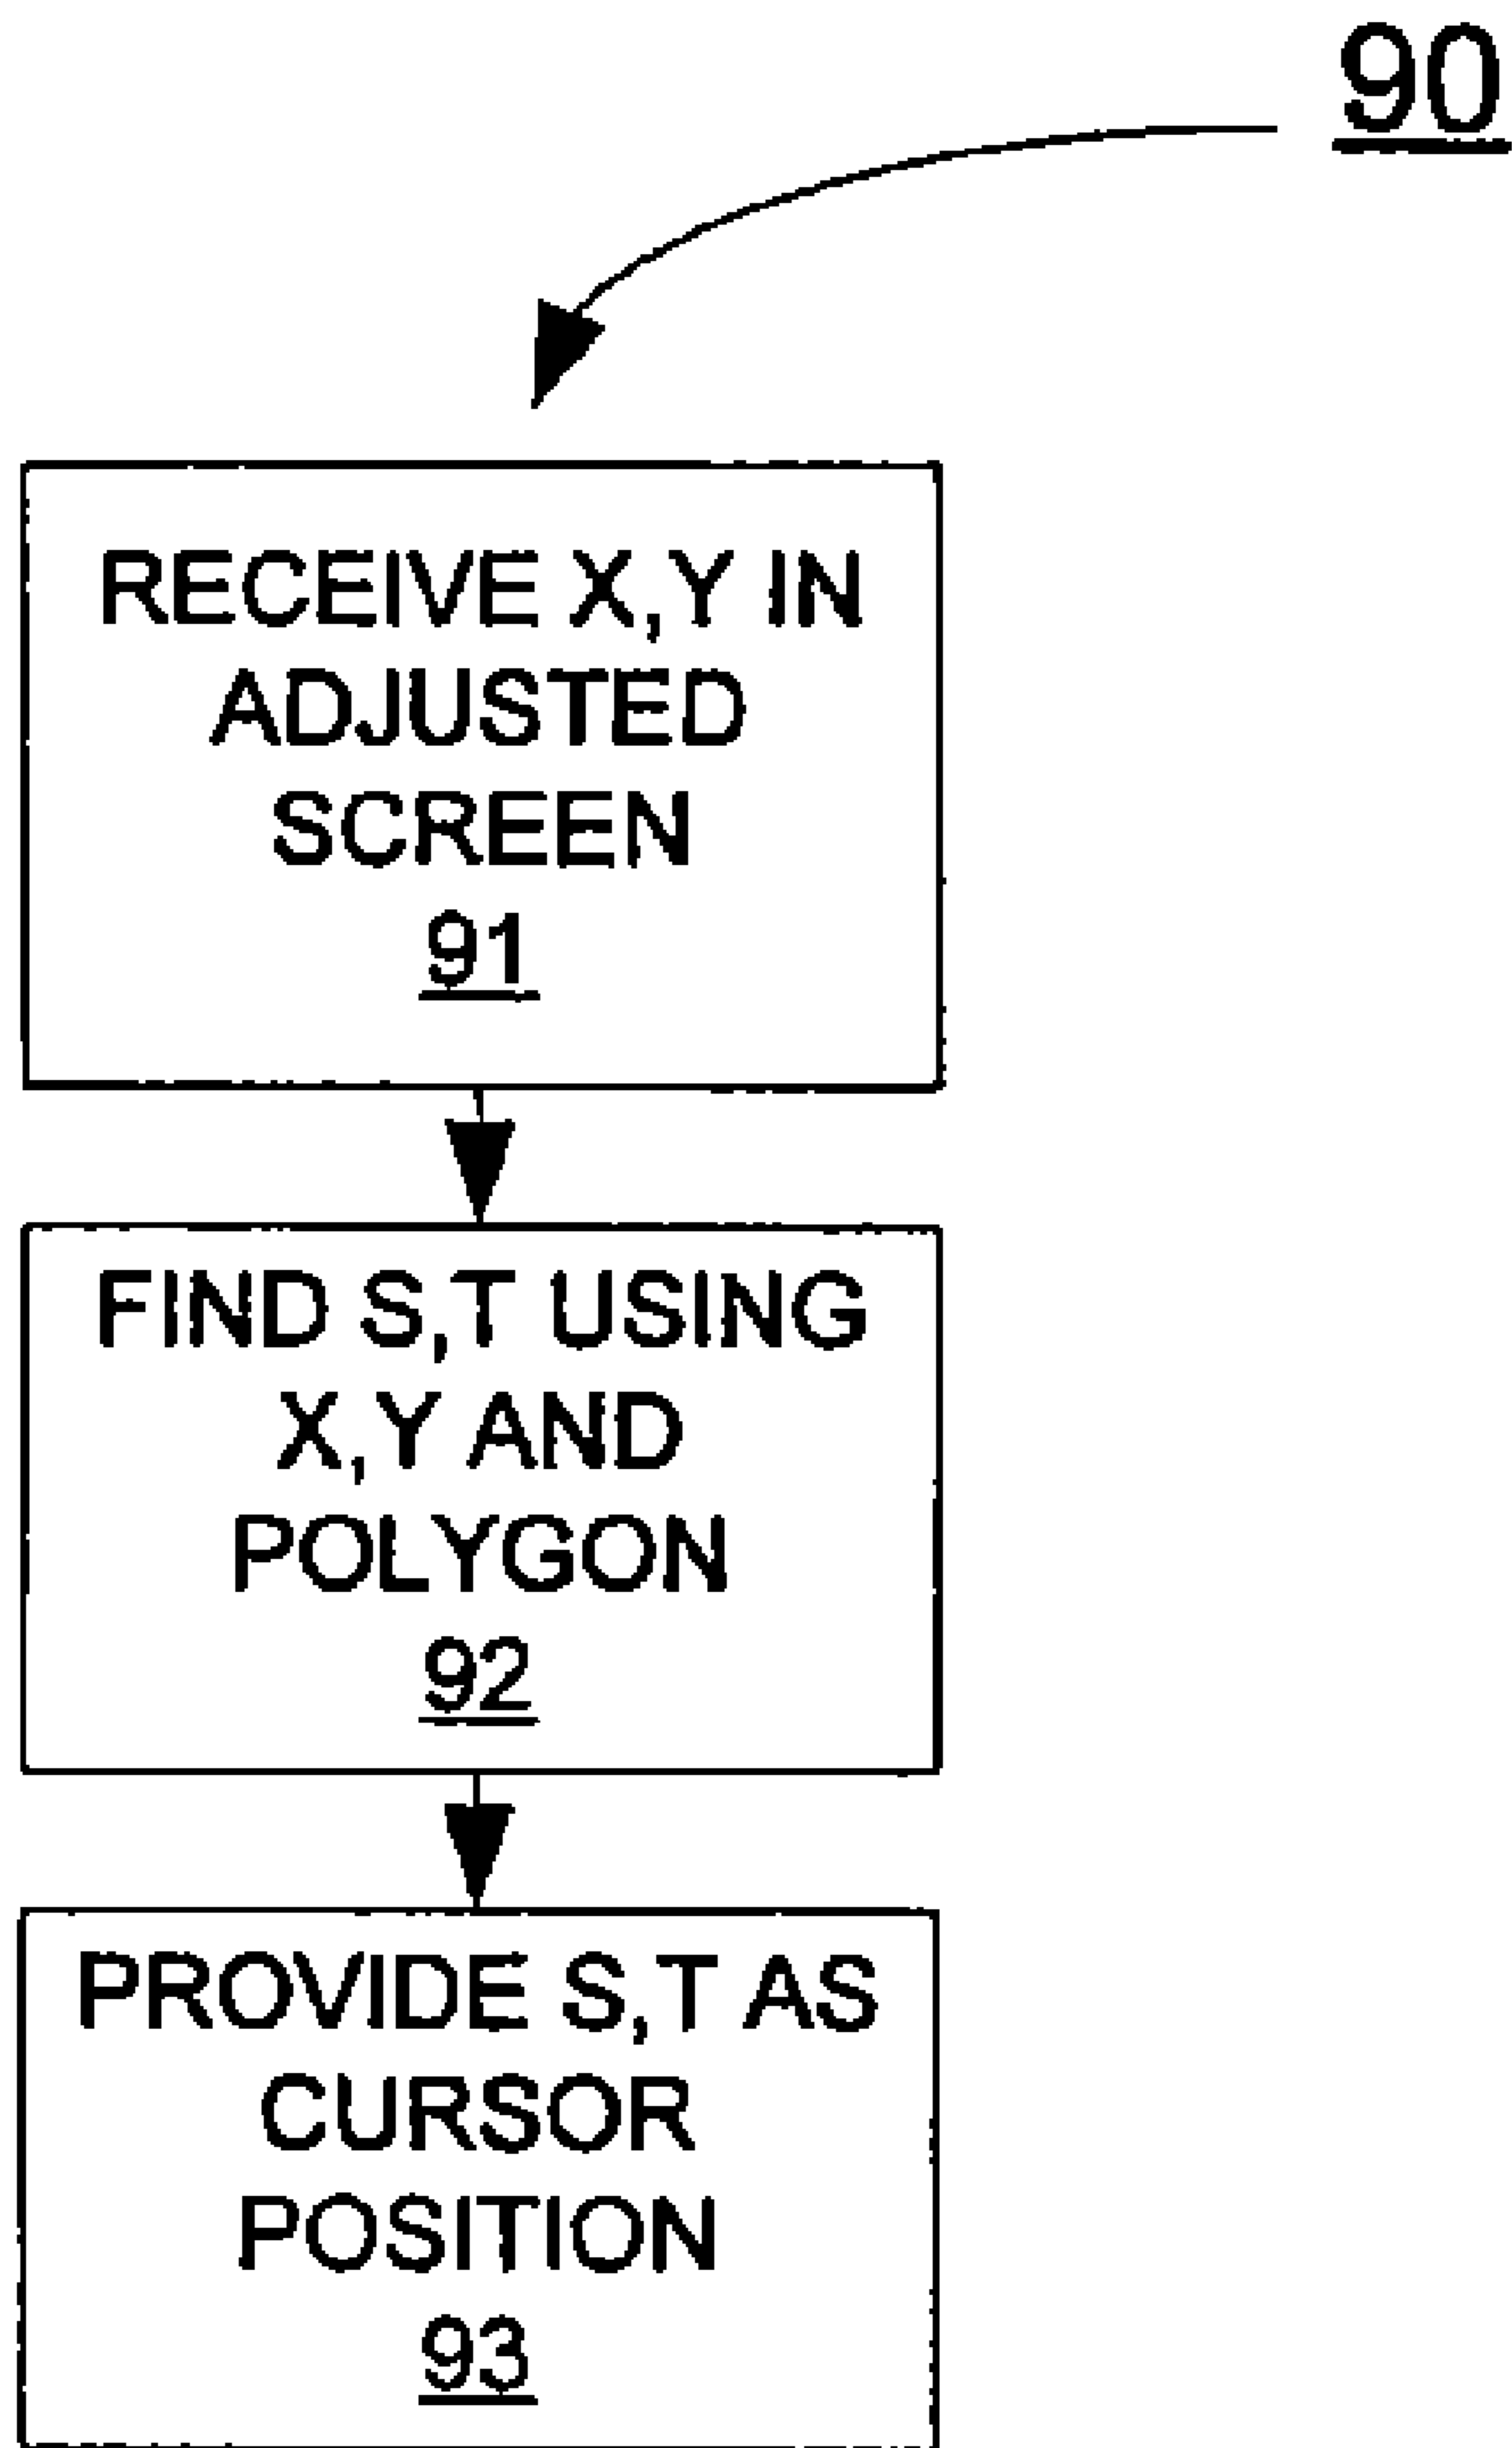 90
RECEIVE X,Y IN
ADJUSTED
SCREEN
91
FIND S,T USING
X,Y AND
POLYGON
92
PROVIDE S,T AS
CURSOR
POSITION
93